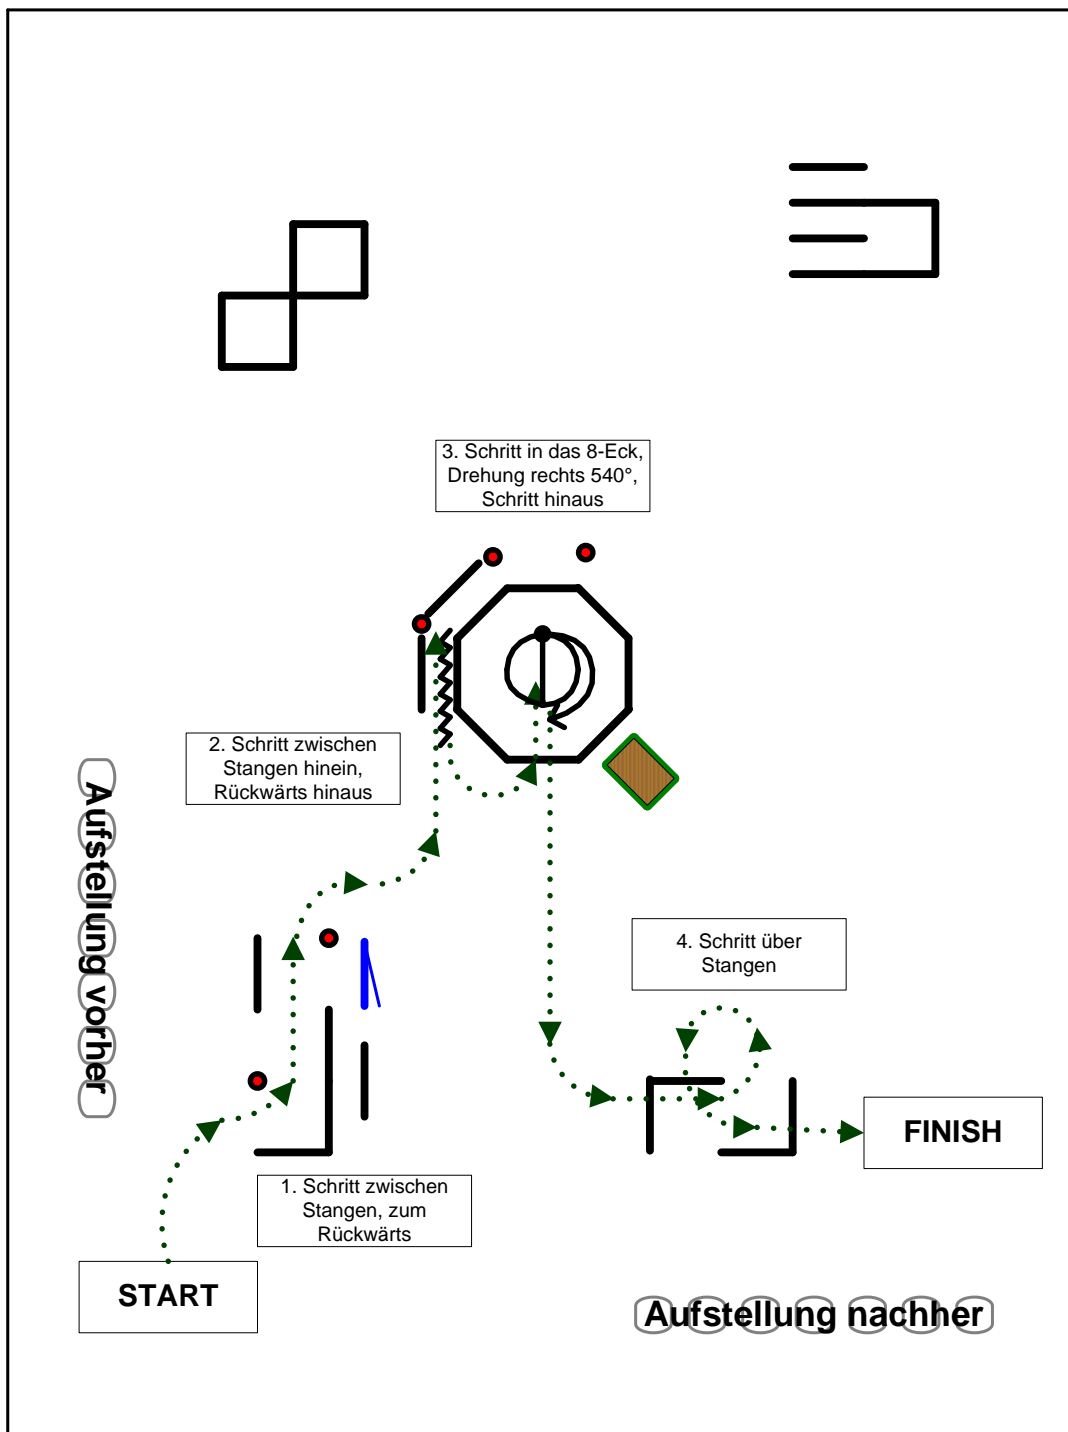 3. Schritt in das 8-Eck,
Drehung rechts 540°,
Schritt hinaus
2. Schritt zwischen
Stangen hinein,
Rückwärts hinaus
Aufstellung vorher
4. Schritt über
Stangen
FINISH
1. Schritt zwischen
Stangen, zum
Rückwärts
START
Aufstellung nachher